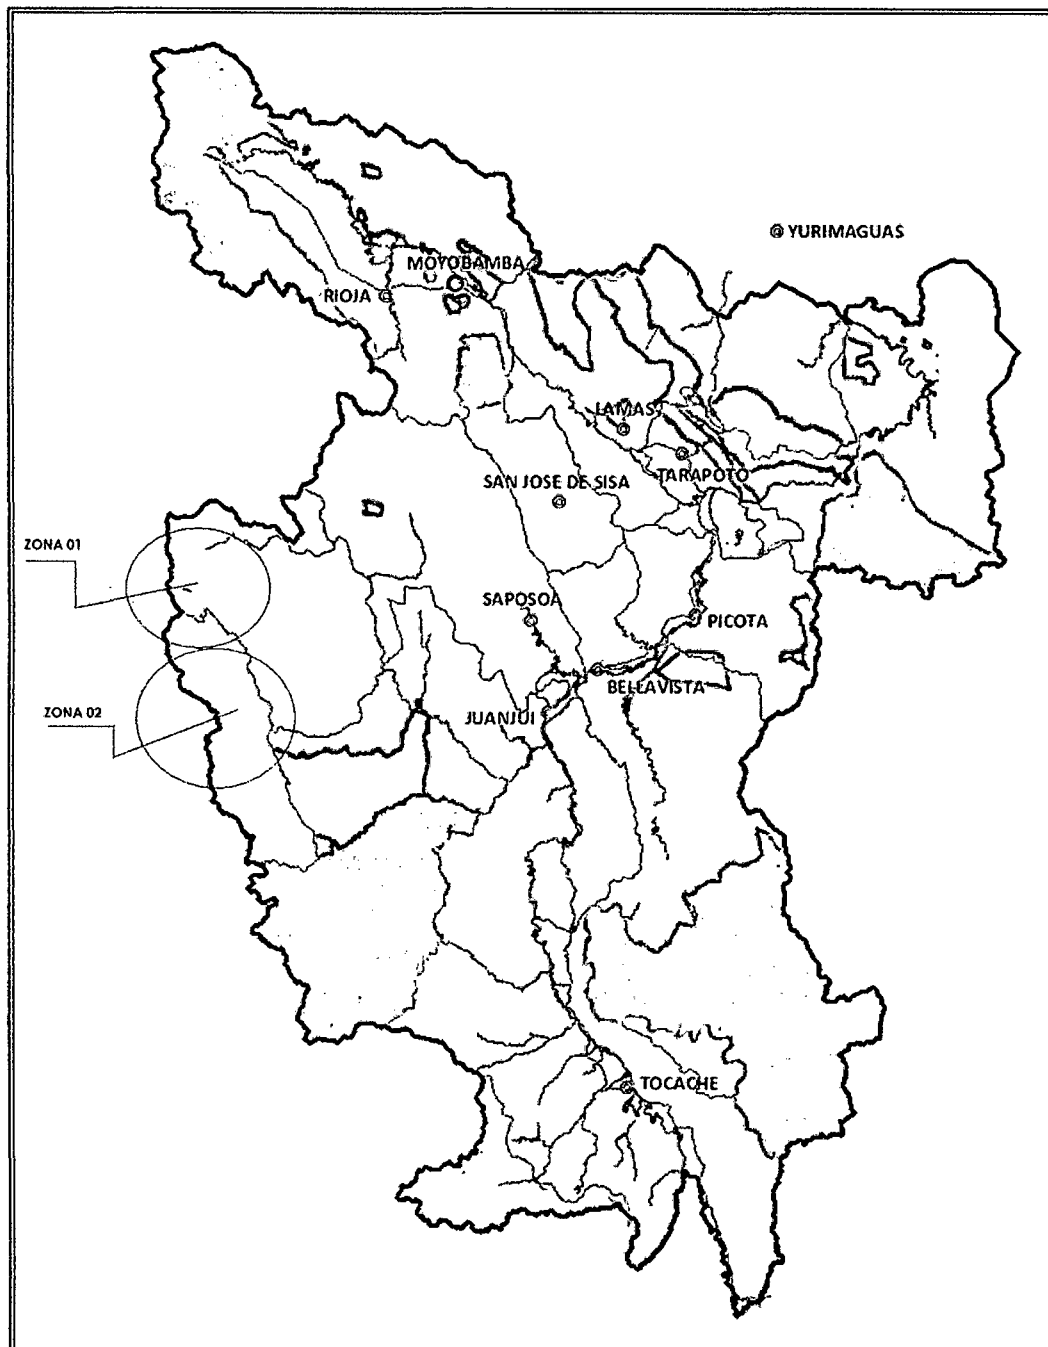 YURIMAGUAS
MOYOBAMBA
RIOJA
LAMAS
TARAPOTO
SAN JOSE DE SISA
ZONA 01
SAPOSOA
PICOTA
BELLAVISTA
ZONA 02
JUANJUI
TOCACHE